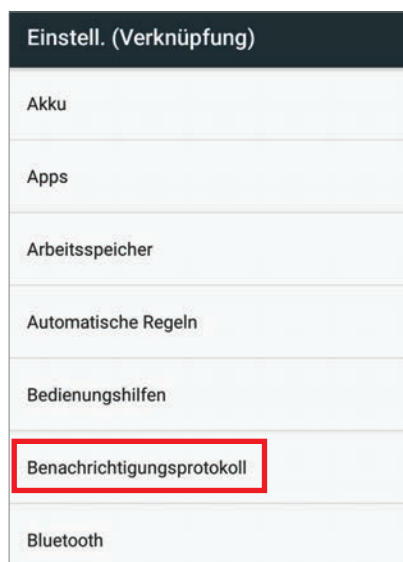 Einstell. (Verknüpfung)
Akku
Apps
Arbeitsspeicher
Automatische Regeln
Bedienungshilfen
Benachrichtigungsprotokoll
Bluetooth